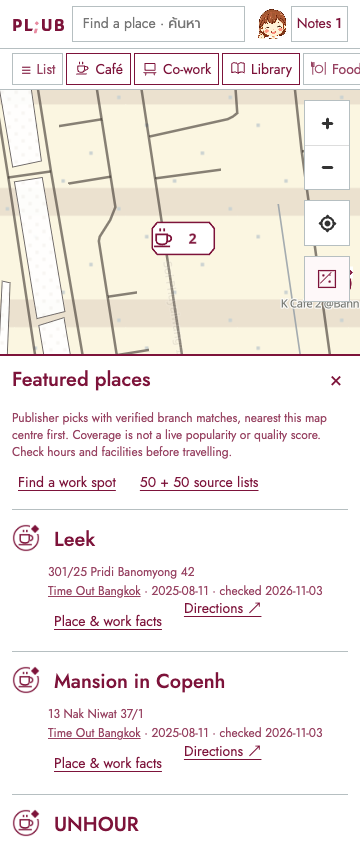 PL;UB
Find a place · ค้นหา
Notes 1
≡ List
Café
Co-work
Library
Food
+
−
2
K Cafe 2 @Bann
Featured places
×
Publisher picks with verified branch matches, nearest this map
centre first. Coverage is not a live popularity or quality score.
Check hours and facilities before travelling.
Find a work spot
50 + 50 source lists
Leek
301/25 Pridi Banomyong 42
Time Out Bangkok · 2025-08-11 · checked 2026-11-03
Place & work facts
Directions ↗
Mansion in Copenh
13 Nak Niwat 37/1
Time Out Bangkok · 2025-08-11 · checked 2026-11-03
Place & work facts
Directions ↗
UNHOUR